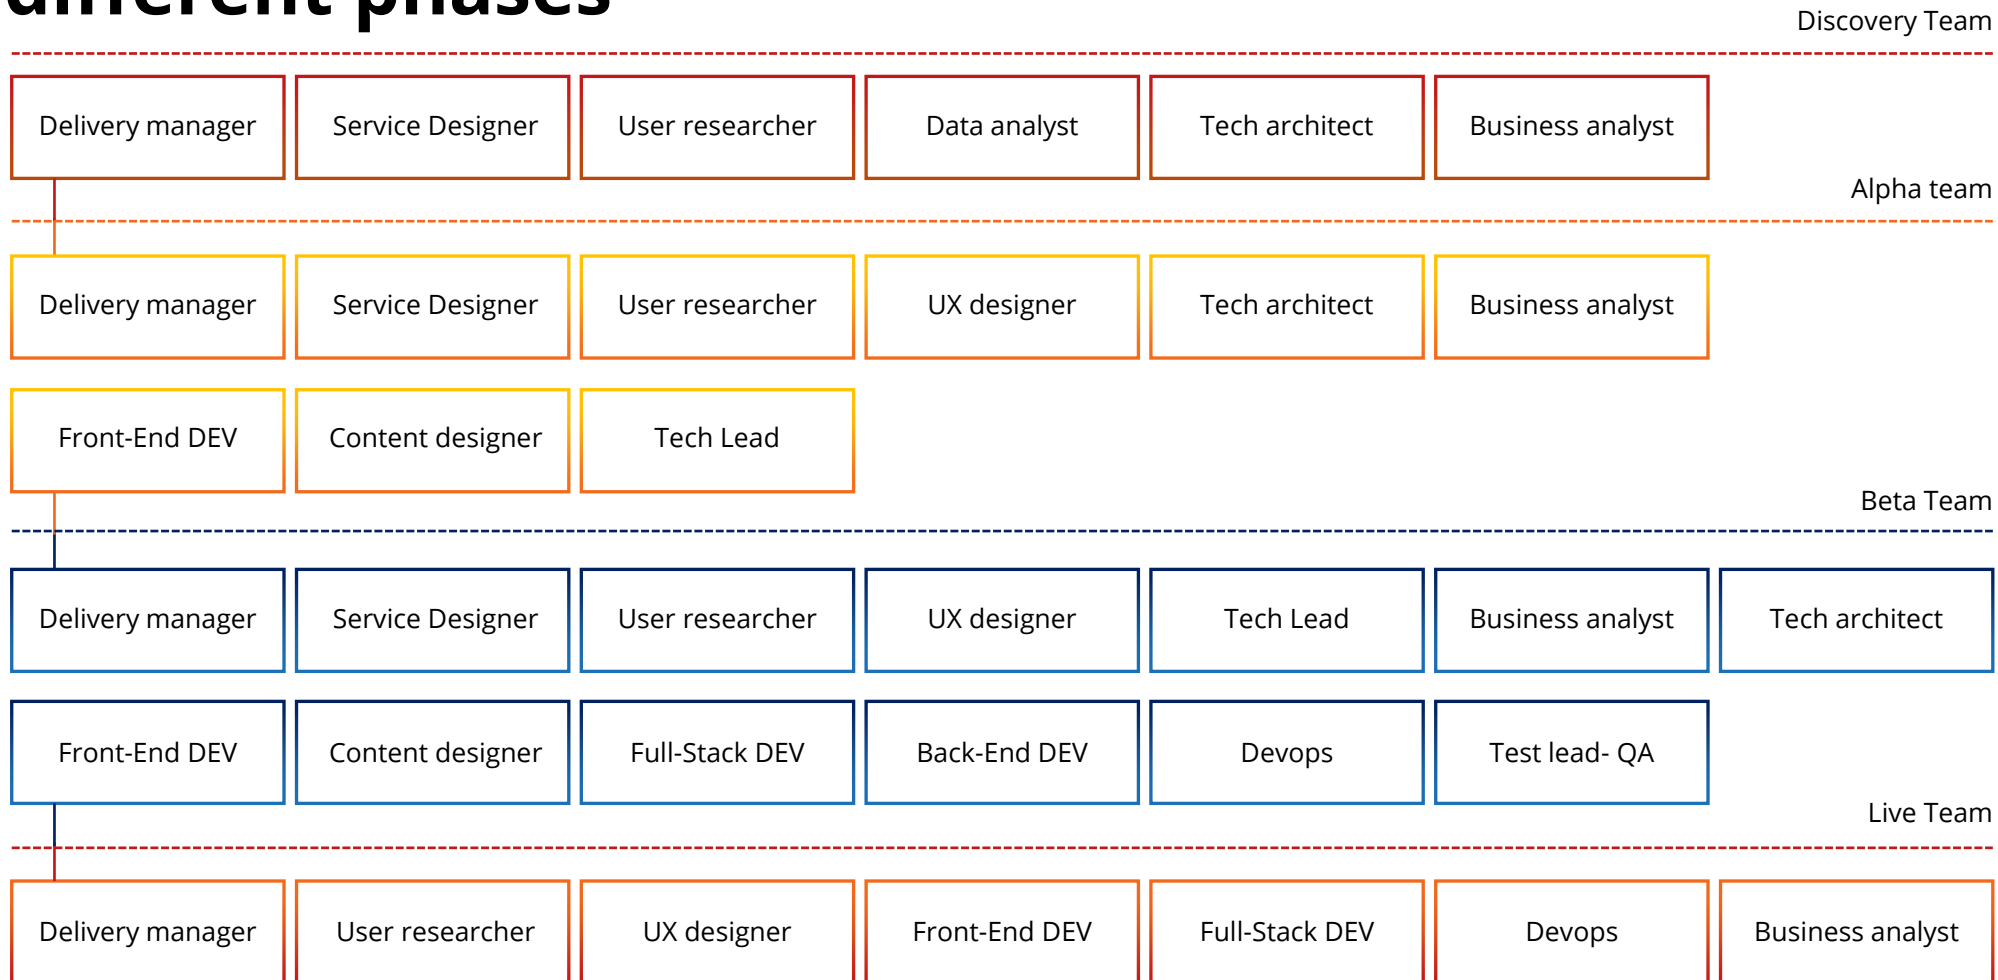 different phases
Discovery Team
Delivery manager
Service Designer
User researcher
Data analyst
Tech architect
Business analyst
Alpha team
Delivery manager
Service Designer
User researcher
UX designer
Tech architect
Business analyst
Front-End DEV
Content designer
Tech Lead
Beta Team
Delivery manager
Service Designer
User researcher
UX designer
Tech Lead
Business analyst
Tech architect
Front-End DEV
Content designer
Full-Stack DEV
Back-End DEV
Devops
Test lead- QA
Live Team
Delivery manager
User researcher
UX designer
Front-End DEV
Full-Stack DEV
Devops
Business analyst